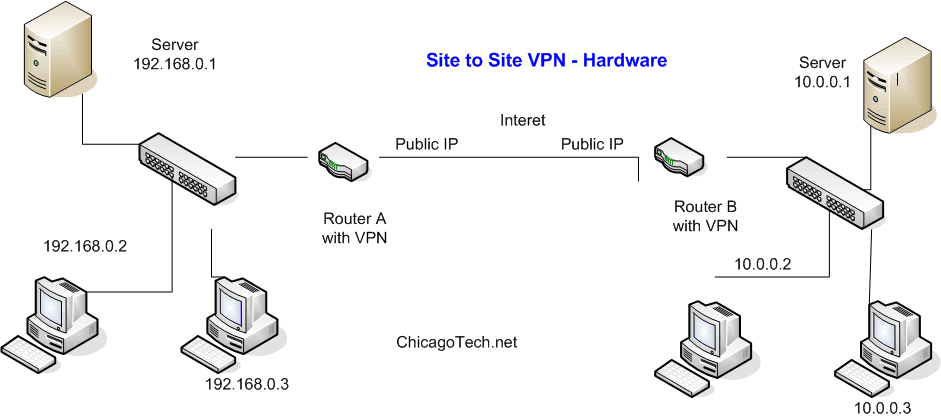 Site to Site VPN - Hardware
Server
192.168.0.1
Server
10.0.0.1
Interet
Public IP
Public IP
Router A
with VPN
Router B
with VPN
192.168.0.2
10.0.0.2
ChicagoTech.net
192.168.0.3
10.0.0.3